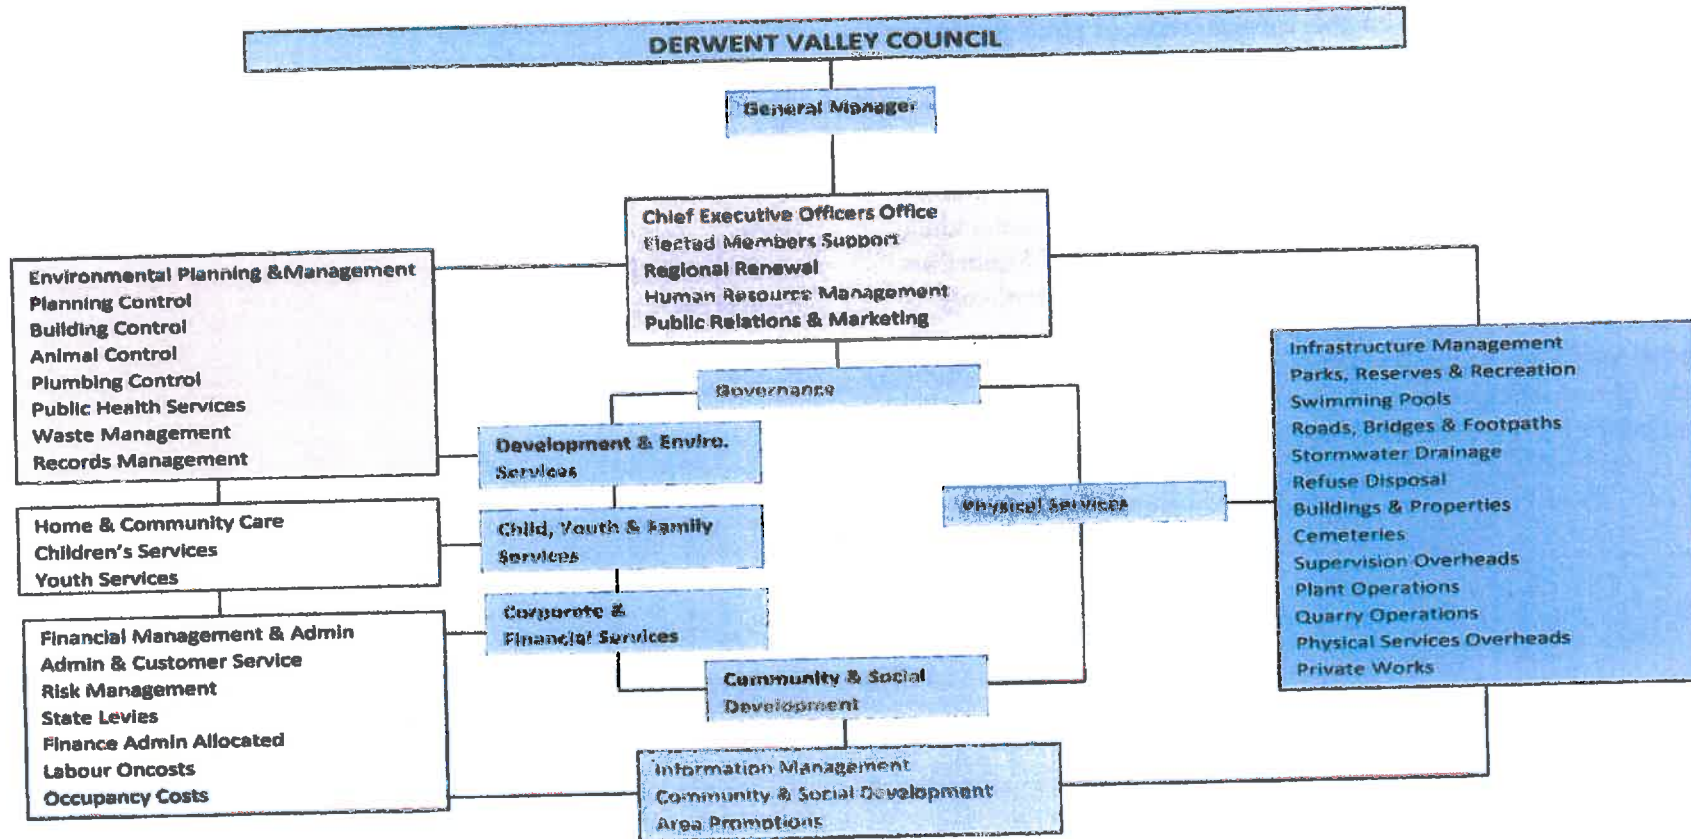 DERWENT VALLEY COUNCIL
General Manager
Chief Executive Officers Office
Elected Members Support
Regional Renewal
Human Resource Management
Public Relations & Marketing
Environmental Planning &Management
Planning Control
Building Control
Animal Control
Plumbing Control
Public Health Services
Waste Management
Records Management
Governance
Development & Enviro.
Services
Home & Community Care
Children's Services
Youth Services
Child, Youth & Family
Services
Physical Services
Infrastructure Management
Parks, Reserves & Recreation
Swimming Pools
Roads, Bridges & Footpaths
Stormwater Drainage
Refuse Disposal
Buildings & Properties
Cemeteries
Supervision Overheads
Plant Operations
Quarry Operations
Physical Services Overheads
Private Works
Financial Management & Admin
Admin & Customer Service
Risk Management
State Levies
Finance Admin Allocated
Labour Oncosts
Occupancy Costs
Corporate &
Financial Services
Community & Social
Development
Information Management
Community & Social Development
Area Promotions